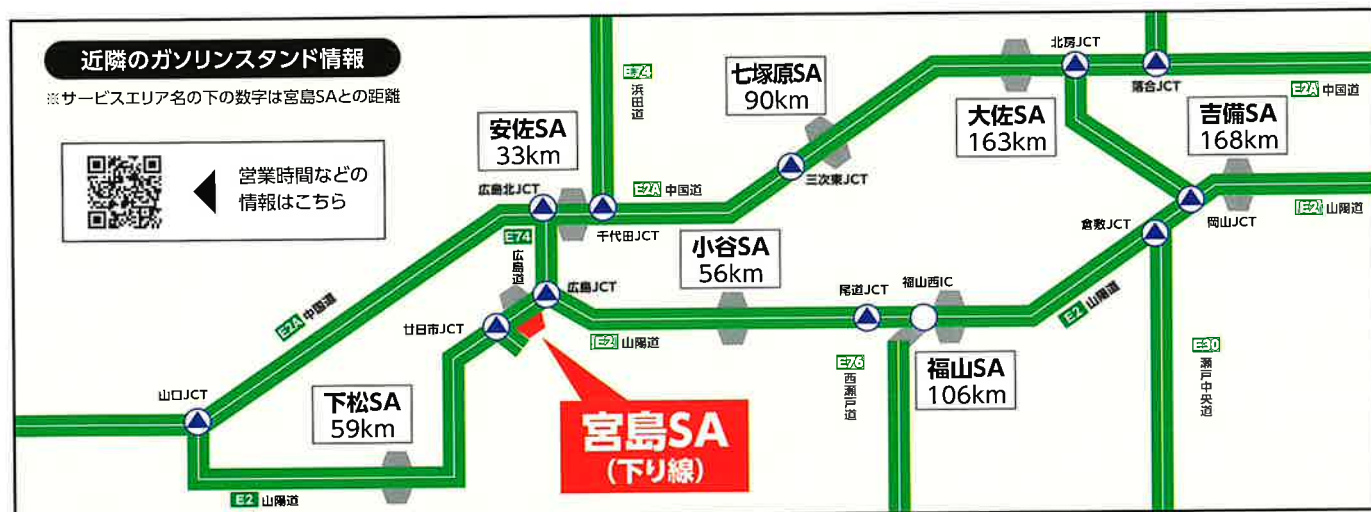 近隣のガソリンスタンド情報
※サービスエリア名の下の数字は宮島SAとの距離
営業時間などの
情報はこちら
E74
浜田道
七塚原SA
90km
北房JCT
落合JCT
E2A 中国道
大佐SA
163km
吉備SA
168km
安佐SA
33km
広島北JCT
E2A 中国道
千代田JCT
三次東JCT
E74
広島道
小谷SA
56km
倉敷JCT
岡山JCT
E2 山陽道
広島JCT
尾道JCT
福山西IC
E2 山陽道
E2A 中国道
廿日市JCT
E2 山陽道
E76
西瀬戸道
福山SA
106km
E30
瀬戸中央道
山口JCT
下松SA
59km
宮島SA
(下り線)
E2 山陽道